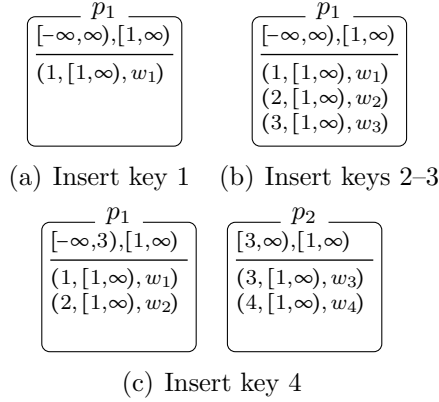 p₁
[-∞,∞),[1,∞)
(1,[1,∞),w₁)
(a) Insert key 1
p₁
[-∞,∞),[1,∞)
(1,[1,∞),w₁)
(2,[1,∞),w₂)
(3,[1,∞),w₃)
(b) Insert keys 2–3
p₁
[-∞,3),[1,∞)
(1,[1,∞),w₁)
(2,[1,∞),w₂)
p₂
[3,∞),[1,∞)
(3,[1,∞),w₃)
(4,[1,∞),w₄)
(c) Insert key 4